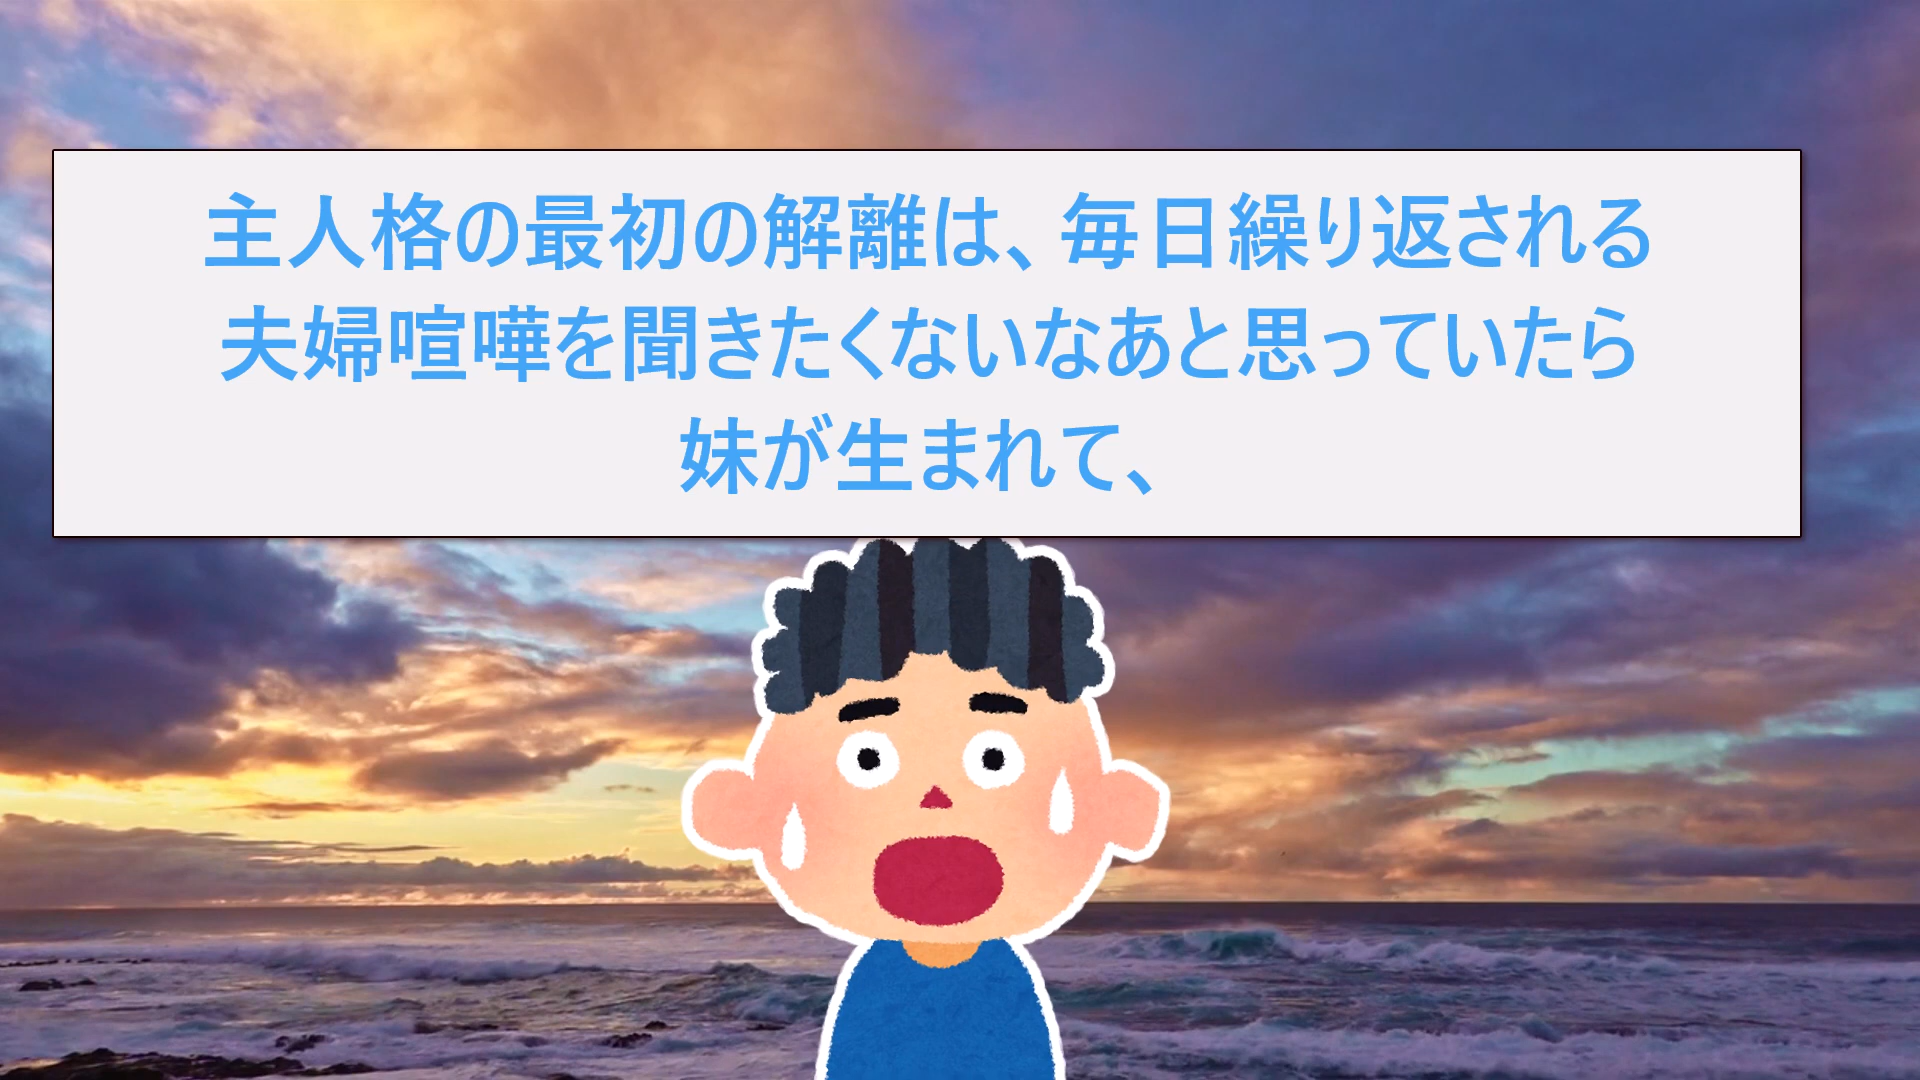 主人格の最初の解離は、毎日繰り返される
夫婦喧嘩を聞きたくないなあと思っていたら
妹が生まれて、